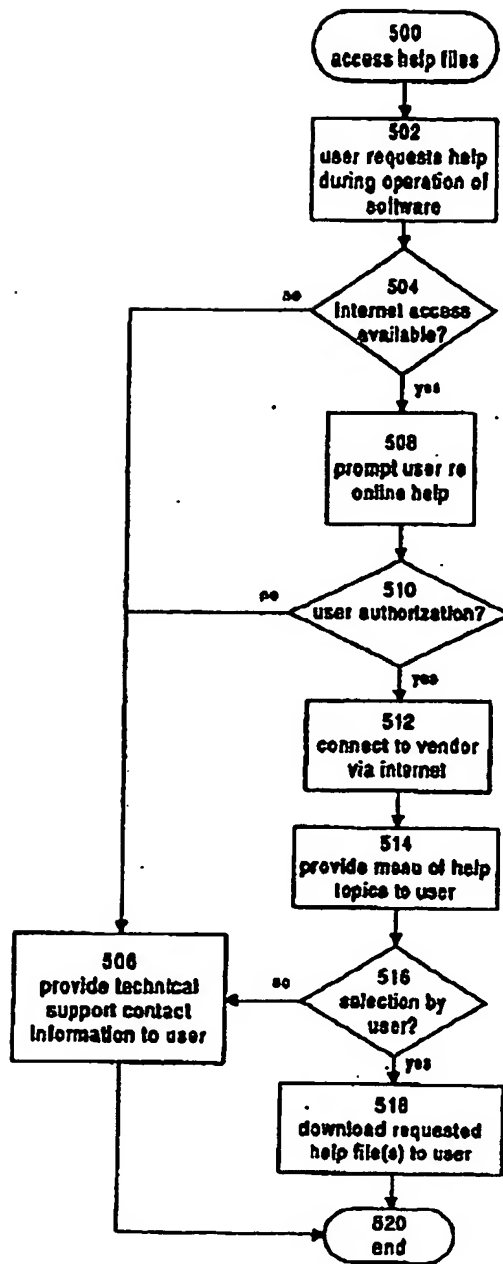 500
access help files
502
user requests help
during operation of
software
504
internet access
available?
no
yes
508
prompt user re
online help
510
user authorization?
no
yes
512
connect to vendor
via internet
514
provide menu of help
topics to user
506
provide technical
support contact
information to user
516
selection by
user?
no
yes
518
download requested
help file(s) to user
520
end